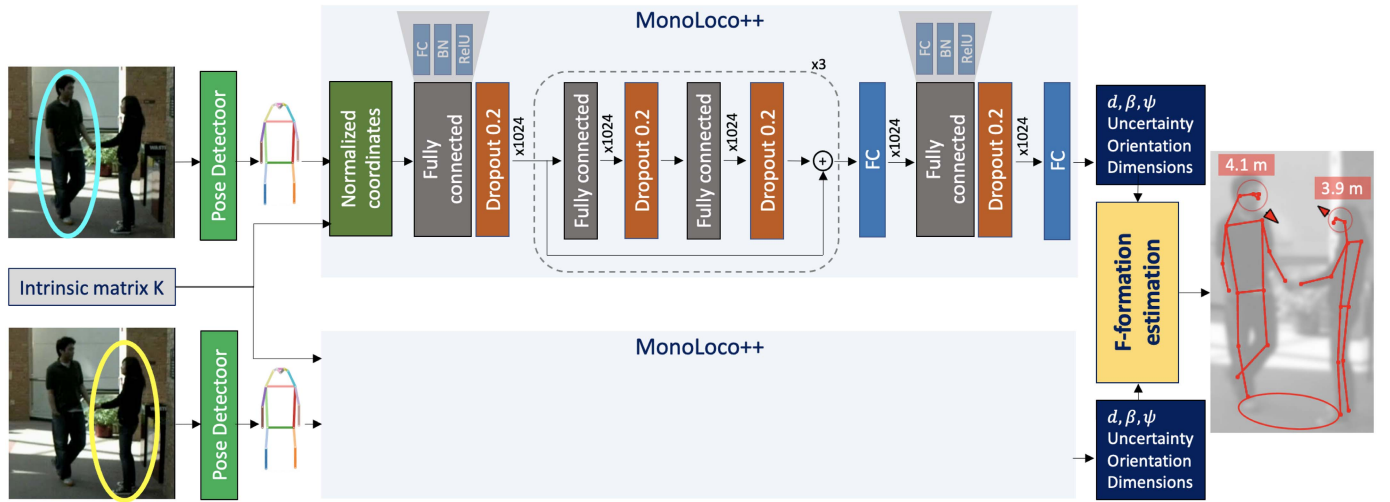 MonoLoco++
FC
BN
RelU
FC
BN
RelU
x3
Pose Detectoor
Normalized
coordinates
Fully
connected
Dropout 0.2
x1024
Fully connected
x1024
Dropout 0.2
Fully connected
x1024
Dropout 0.2
+
FC
x1024
Fully
connected
Dropout 0.2
x1024
FC
d, β, ψ
Uncertainty
Orientation
Dimensions
4.1 m
3.9 m
F-formation
estimation
Intrinsic matrix K
MonoLoco++
Pose Detectoor
d, β, ψ
Uncertainty
Orientation
Dimensions